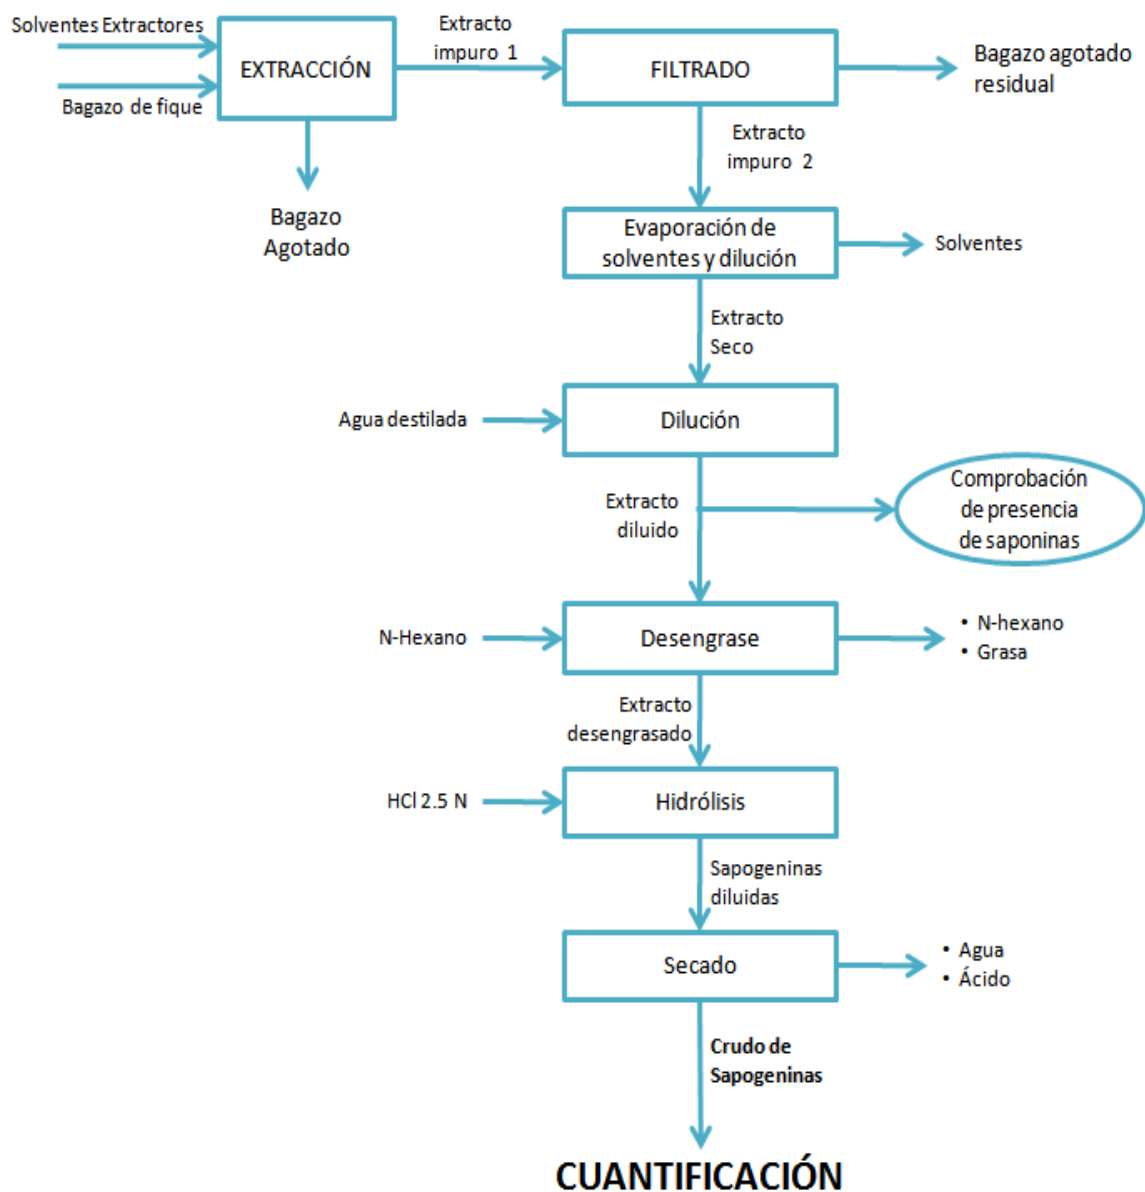 Solventes Extractores
Bagazo de fique
EXTRACCIÓN
Extracto
impuro 1
FILTRADO
Bagazo agotado
residual
Bagazo
Agotado
Extracto
impuro 2
Evaporación de
solventes y dilución
Solventes
Extracto
Seco
Agua destilada
Dilución
Extracto
diluido
Comprobación
de presencia
de saponinas
N-Hexano
Desengrase
• N-hexano
• Grasa
Extracto
desengrasado
HCl 2.5 N
Hidrólisis
Sapogeninas
diluidas
Secado
• Agua
• Ácido
Crudo de
Sapogeninas
CUANTIFICACIÓN